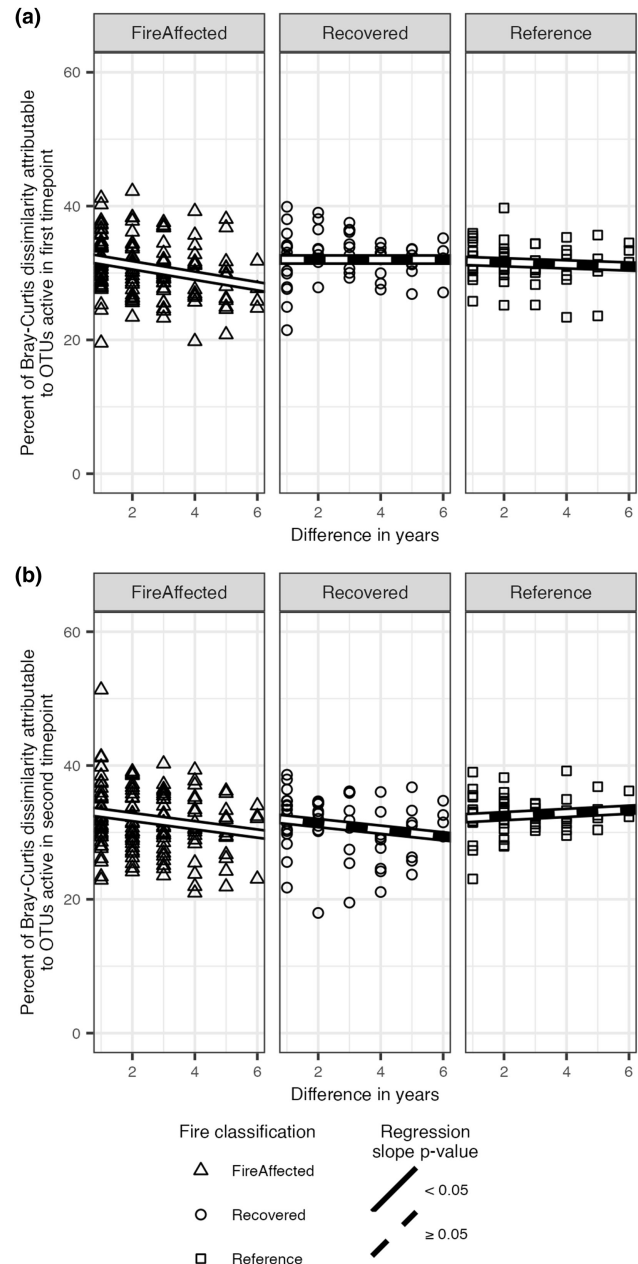 (a)
FireAffected
Recovered
Reference
Percent of Bray-Curtis dissimilarity attributable
to OTUs active in first timepoint
60
40
20
0
2 4 6
2 4 6
2 4 6
Difference in years
(b)
FireAffected
Recovered
Reference
Percent of Bray-Curtis dissimilarity attributable
to OTUs active in second timepoint
60
40
20
0
2 4 6
2 4 6
2 4 6
Difference in years
Fire classification
FireAffected
Recovered
Reference
Regression
slope p-value
< 0.05
≥ 0.05